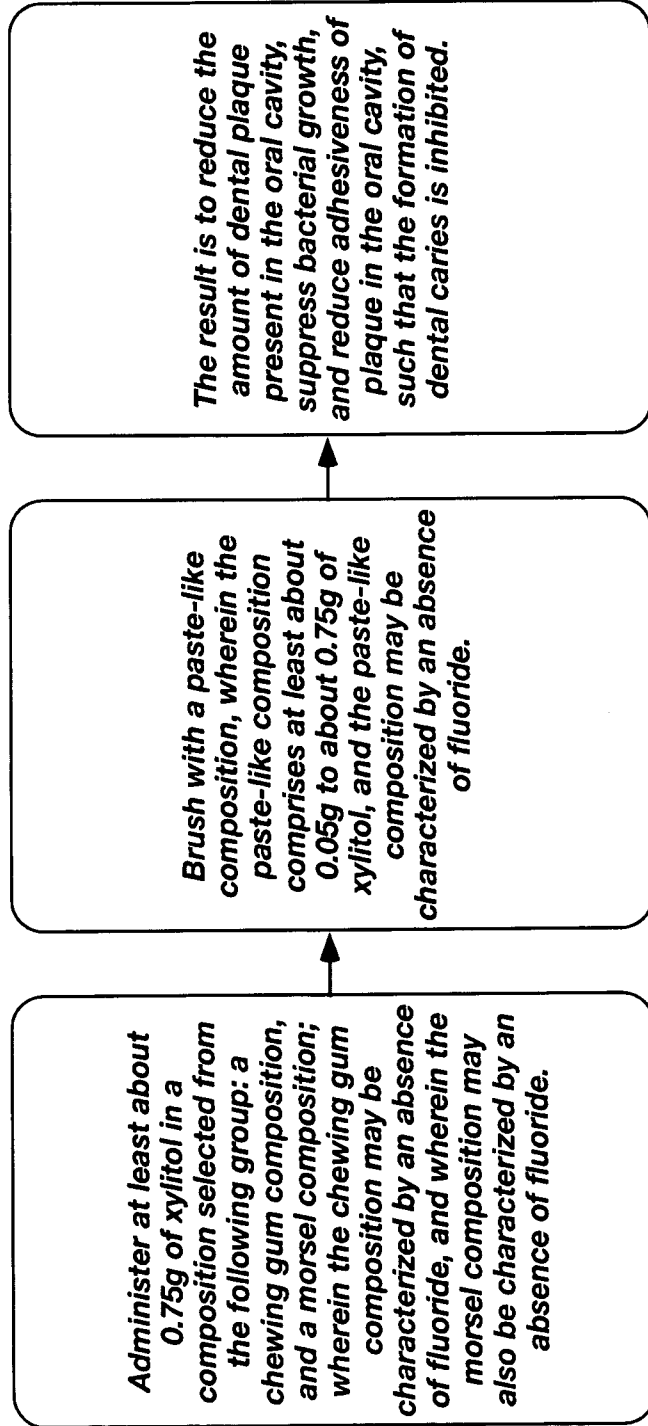 Administer at least about
0.75g of xylitol in a
composition selected from
the following group: a
chewing gum composition,
and a morsel composition;
wherein the chewing gum
composition may be
characterized by an absence
of fluoride, and wherein the
morsel composition may
also be characterized by an
absence of fluoride.
Brush with a paste-like
composition, wherein the
paste-like composition
comprises at least about
0.05g to about 0.75g of
xylitol, and the paste-like
composition may be
characterized by an absence
of fluoride.
The result is to reduce the
amount of dental plaque
present in the oral cavity,
suppress bacterial growth,
and reduce adhesiveness of
plaque in the oral cavity,
such that the formation of
dental caries is inhibited.